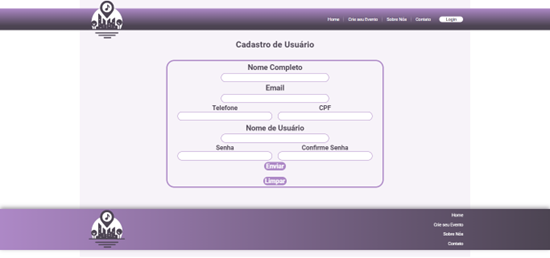 Home Crie seu Evento Sobre Nós Contato Login
Cadastro de Usuário
Nome Completo
Email
Telefone CPF
Nome de Usuário
Senha Confirme Senha
Enviar
Limpar
Home
Crie seu Evento
Sobre Nós
Contato